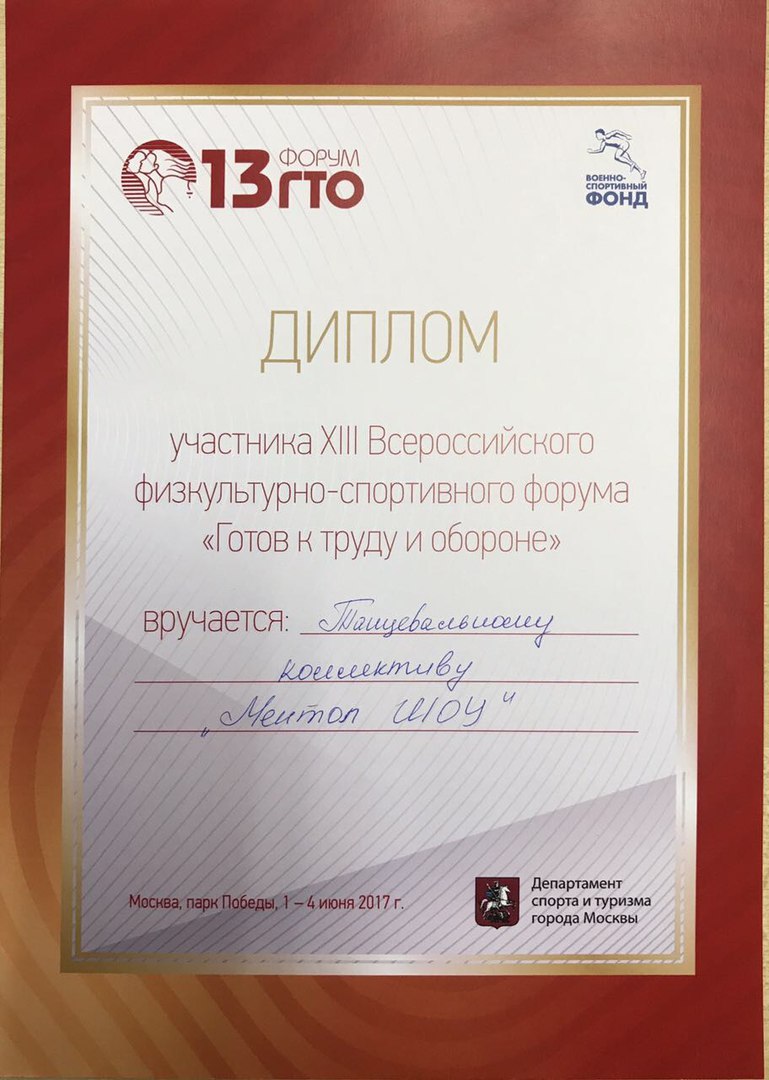 13 ФОРУМ ГТО
ВОЕННО-
СПОРТИВНЫЙ
ФОНД
ДИПЛОМ
участника XIII Всероссийского
физкультурно-спортивного форума
«Готов к труду и обороне»
вручается: Танцевальному
коллективу
„Ментол ШОУ"
Москва, парк Победы, 1 – 4 июня 2017 г.
Департамент
спорта и туризма
города Москвы